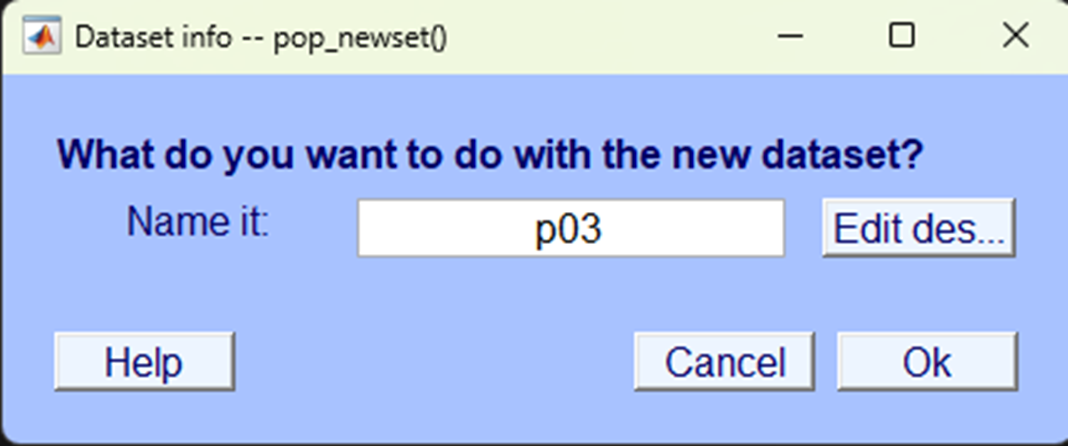 Dataset info -- pop_newset()
What do you want to do with the new dataset?
Name it: p03 Edit des...
Help Cancel Ok